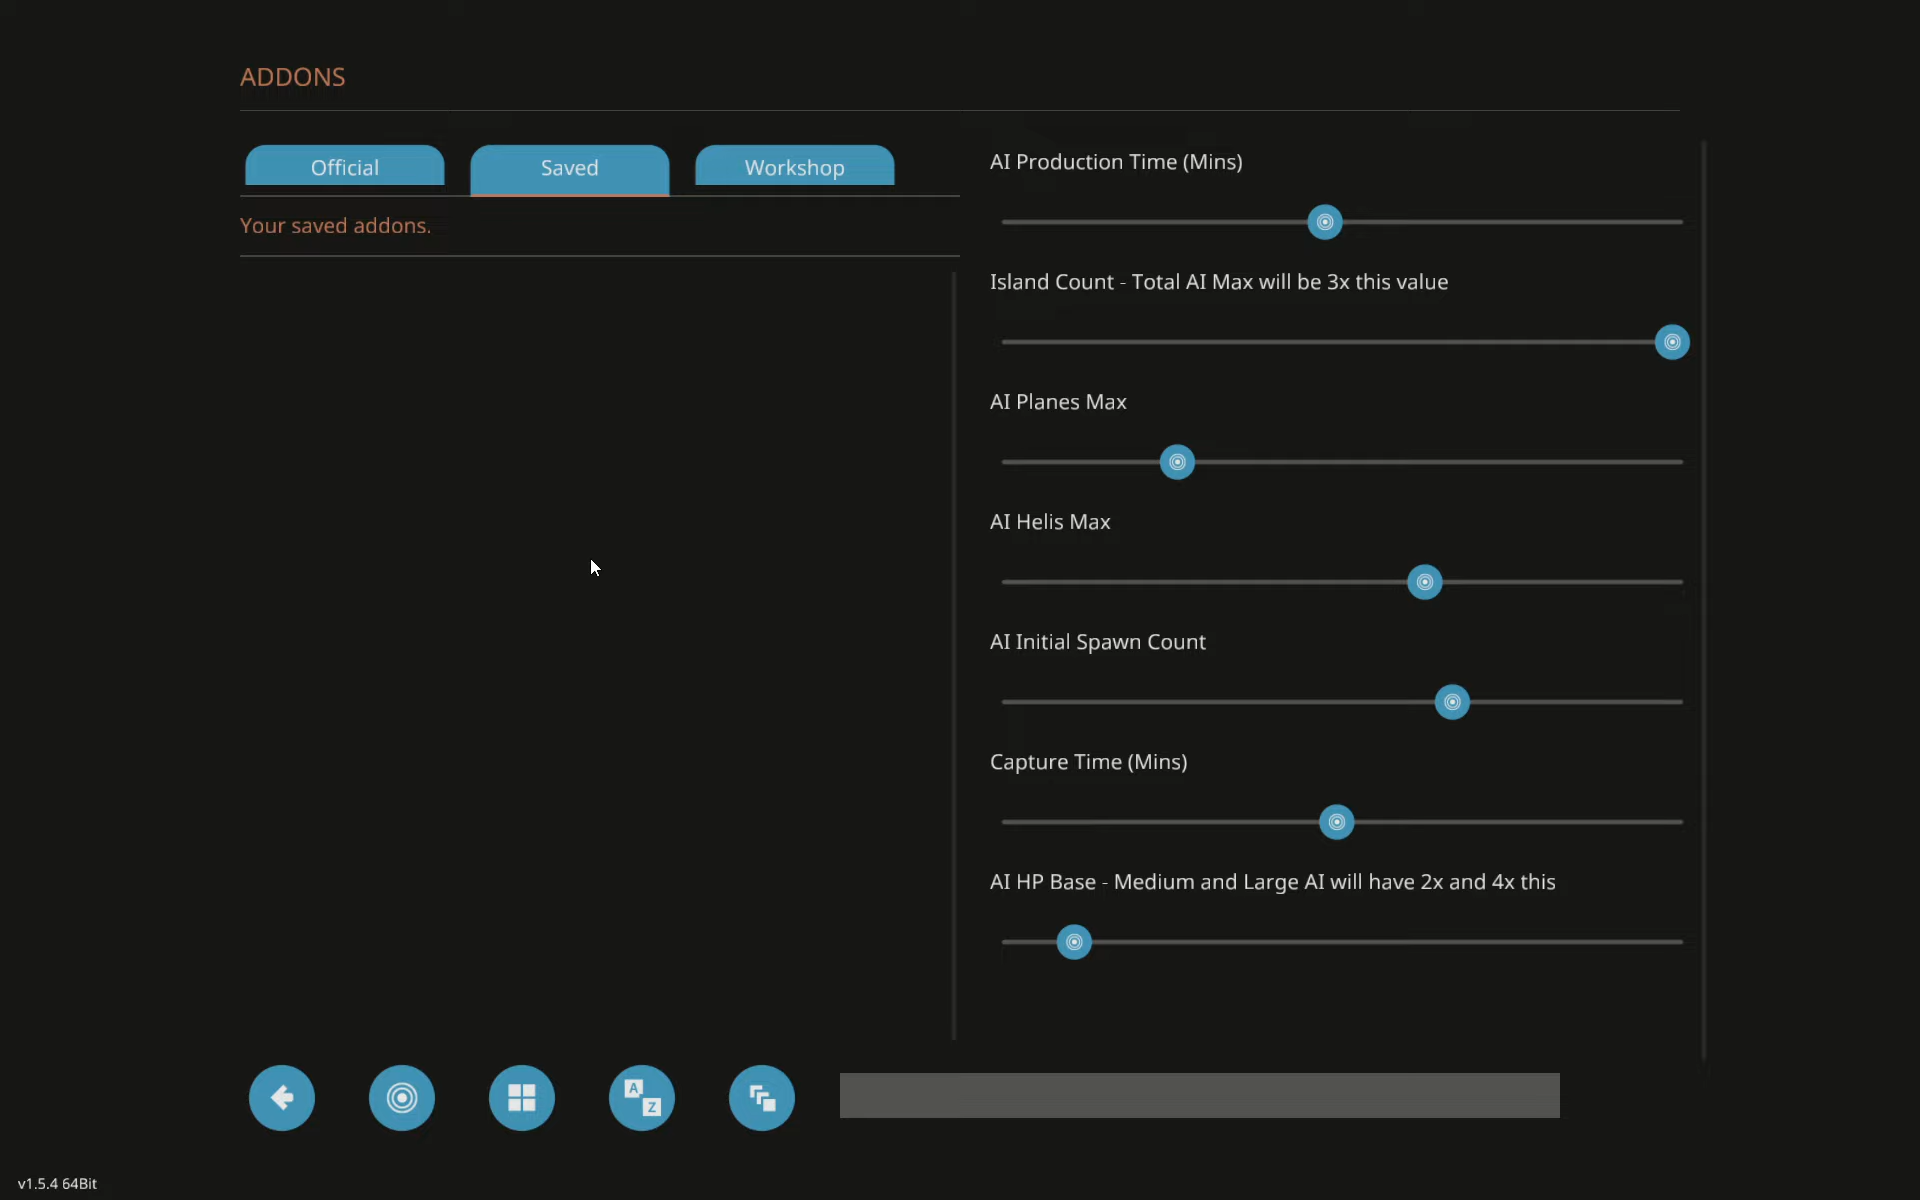 ADDONS
Official
Saved
Workshop
Your saved addons.
AI Production Time (Mins)
Island Count - Total AI Max will be 3x this value
AI Planes Max
AI Helis Max
AI Initial Spawn Count
Capture Time (Mins)
AI HP Base - Medium and Large AI will have 2x and 4x this
A
Z
v1.5.4 64Bit